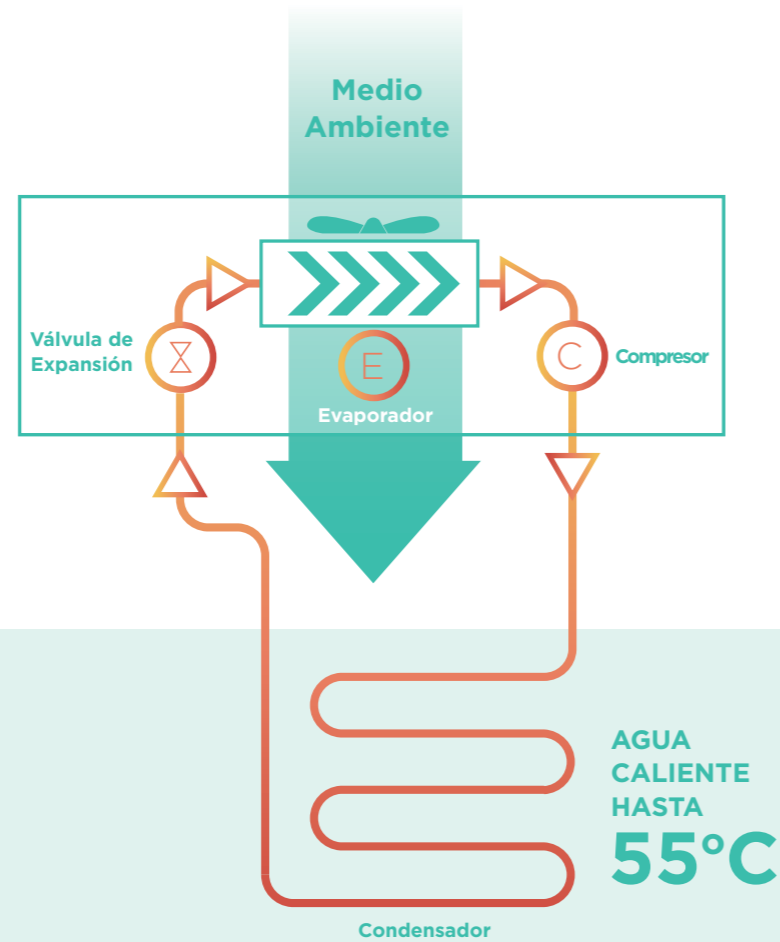 Medio
Ambiente
Válvula de
Expansión
E
Evaporador
C
Compresor
AGUA
CALIENTE
HASTA
55°C
Condensador